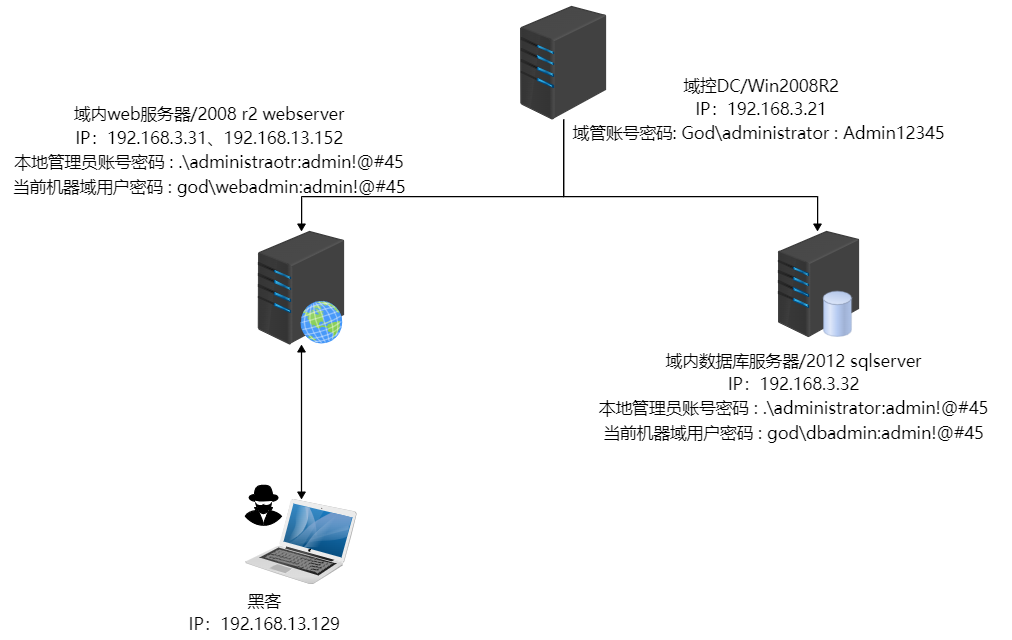 域控DC/Win2008R2
IP：192.168.3.21
域管账号密码: God\administrator : Admin12345
域内web服务器/2008 r2 webserver
IP：192.168.3.31、192.168.13.152
本地管理员账号密码 : .\administraotr:admin!@#45
当前机器域用户密码 : god\webadmin:admin!@#45
域内数据库服务器/2012 sqlserver
IP：192.168.3.32
本地管理员账号密码 : .\administrator:admin!@#45
当前机器域用户密码 : god\dbadmin:admin!@#45
黑客
IP：192.168.13.129